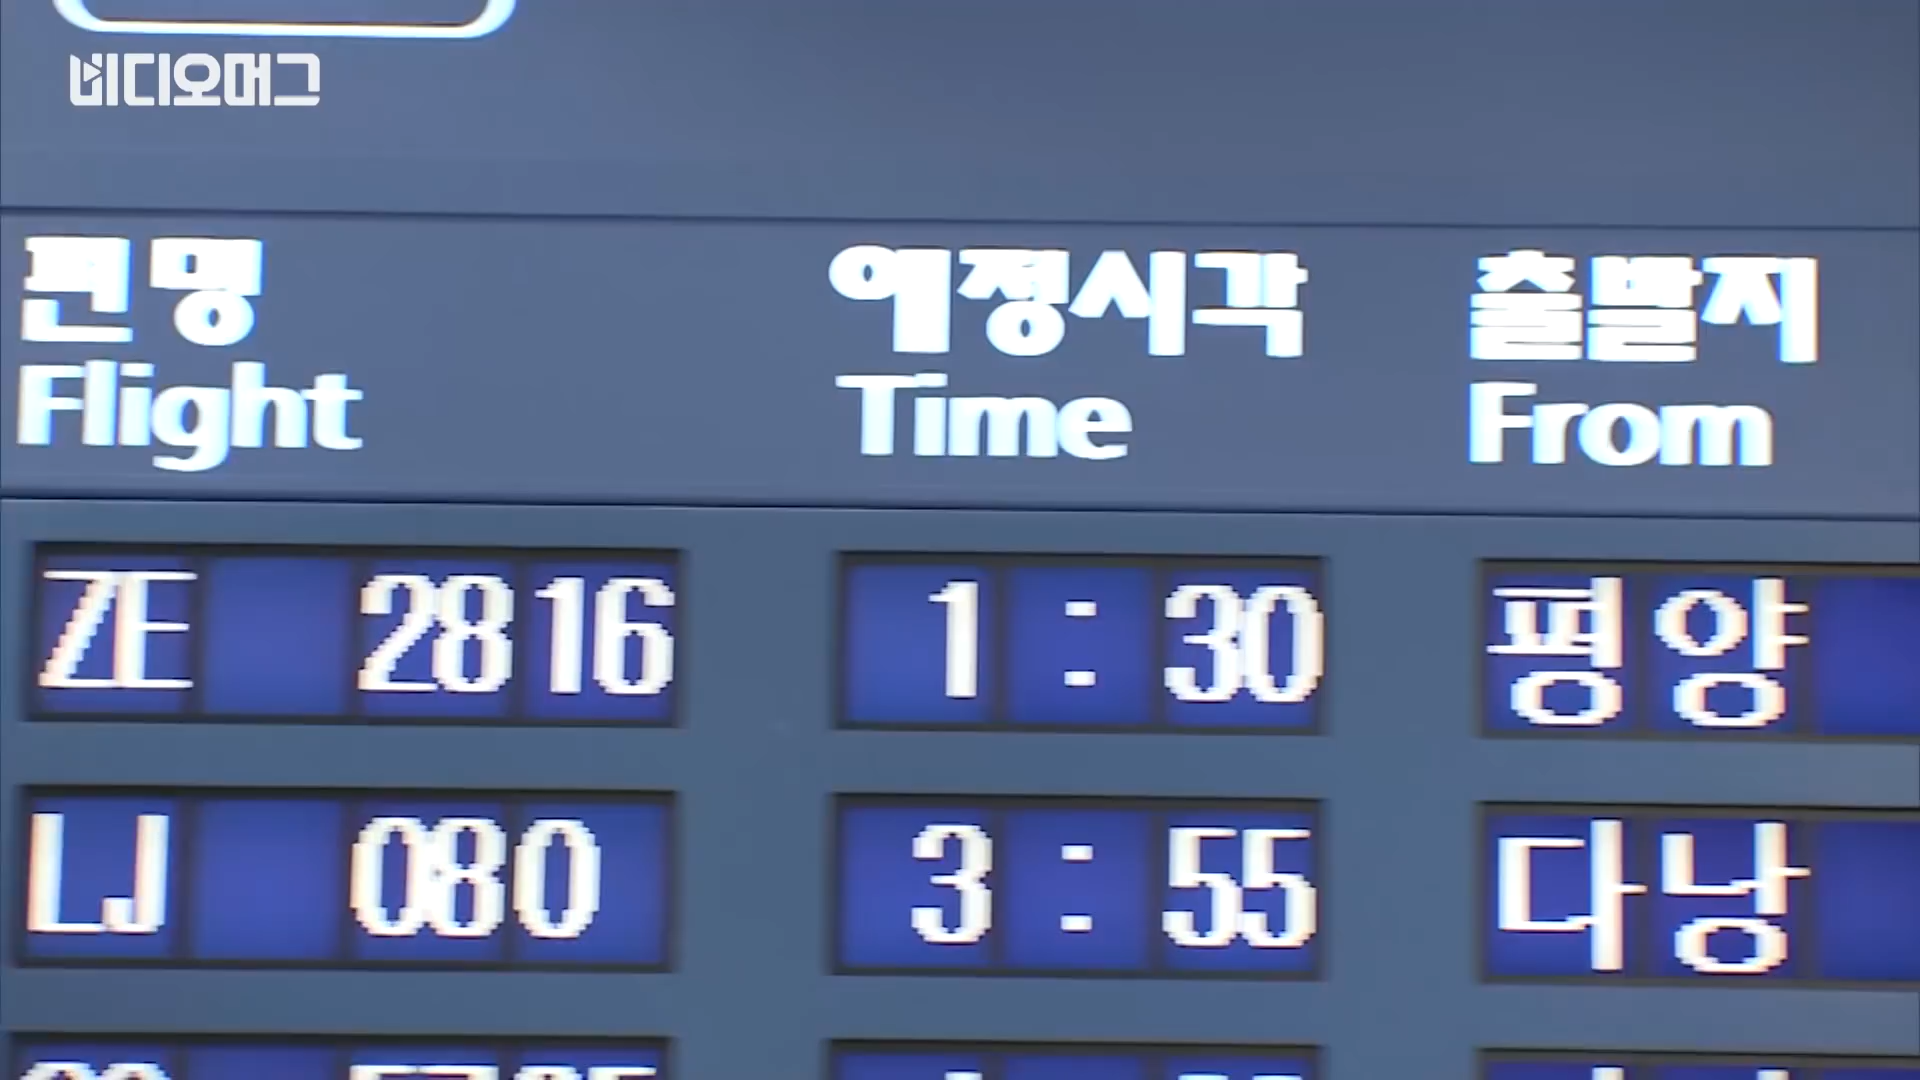 비디오머그
편명 예정시각 출발지
Flight Time From
ZE 2816 1:30 평양
LJ 080 3:55 다낭